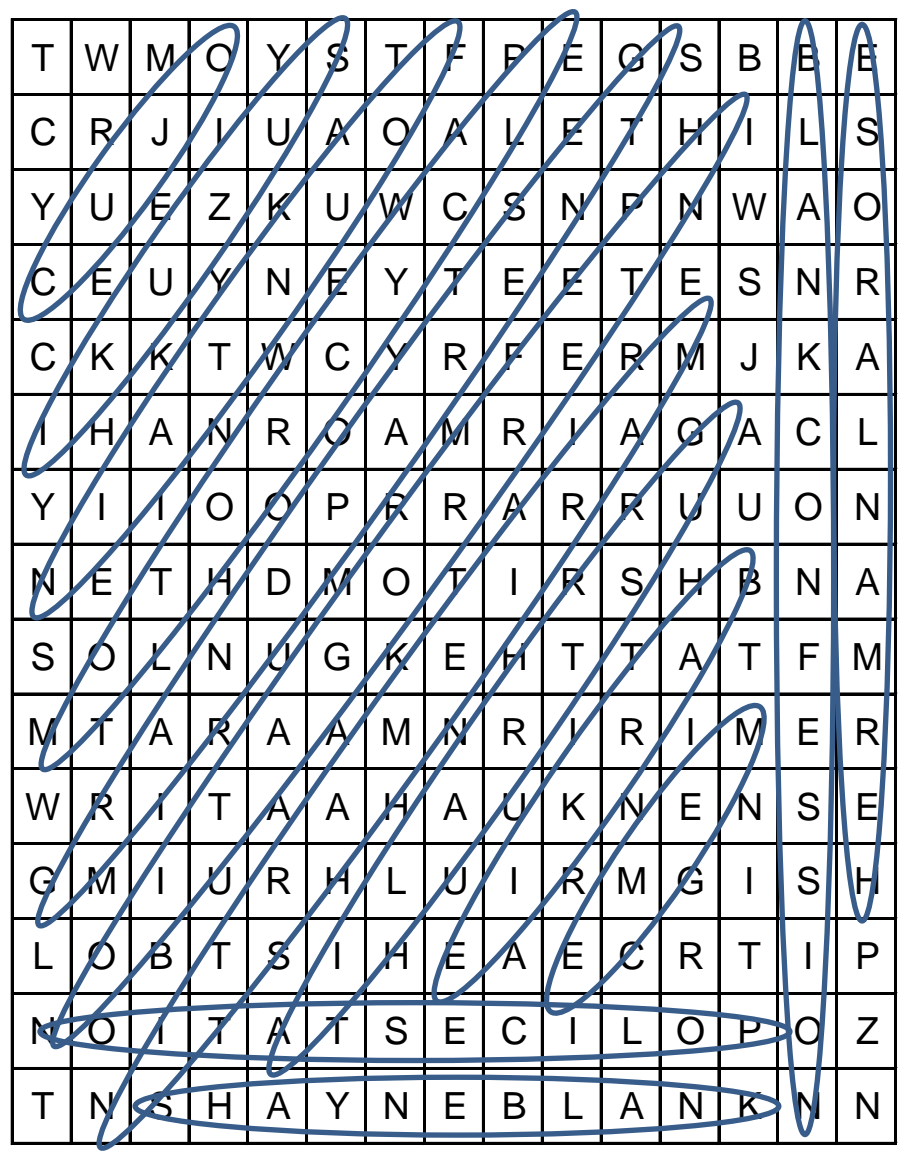 T W M O Y S T F P E G S B B E
C R J I U A O A L E T H I L S
Y U E Z K U W C S N P N W A O
C E U Y N E Y T E E T E S N R
C K K T W C Y R F E R M J K A
I H A N R O A M R I A G A C L
Y I I O O P R R A R R U U O N
N E T H D M O T I R S H B N A
S O L N U G K E H T T A T F M
M T A R A A M N R I R I M E R
W R I T A A H A U K N E N S E
G M I U R H L U I R M G I S H
L O B T S I H E A E C R T I P
N O I T A T S E C I L O P O Z
T N S H A Y N E B L A N K N N